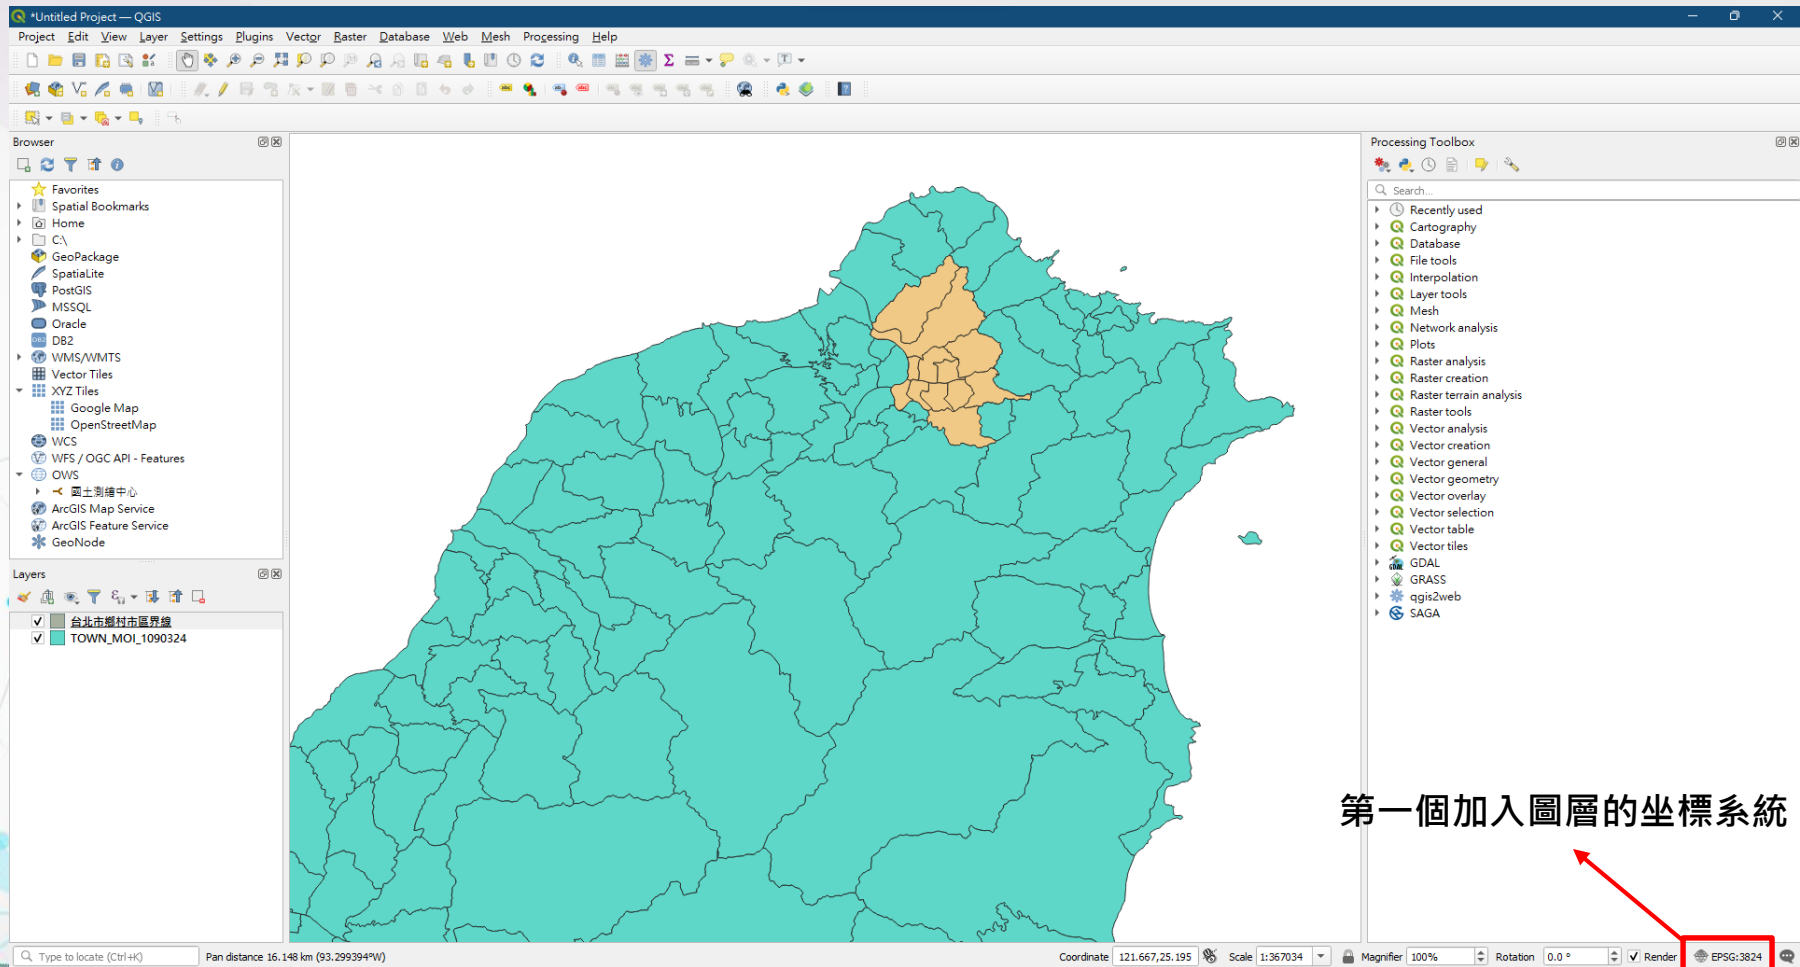 *Untitled Project — QGIS
Project Edit View Layer Settings Plugins Vector Raster Database Web Mesh Processing Help
Browser
Favorites
Spatial Bookmarks
Home
C:\
GeoPackage
SpatiaLite
PostGIS
MSSQL
Oracle
DB2
WMS/WMTS
Vector Tiles
XYZ Tiles
Google Map
OpenStreetMap
WCS
WFS / OGC API - Features
OWS
國土測繪中心
ArcGIS Map Service
ArcGIS Feature Service
GeoNode
Layers
台北市鄉村市區界線
TOWN_MOI_1090324
Processing Toolbox
Search...
Recently used
Cartography
Database
File tools
Interpolation
Layer tools
Mesh
Network analysis
Plots
Raster analysis
Raster creation
Raster terrain analysis
Raster tools
Vector analysis
Vector creation
Vector general
Vector geometry
Vector overlay
Vector selection
Vector table
Vector tiles
GDAL
GRASS
qgis2web
SAGA
第一個加入圖層的坐標系統
Type to locate (Ctrl+K) Pan distance 16.148 km (93.299394°W) Coordinate 121.667,25.195 Scale 1:367034 Magnifier 100% Rotation 0.0 ° Render EPSG:3824